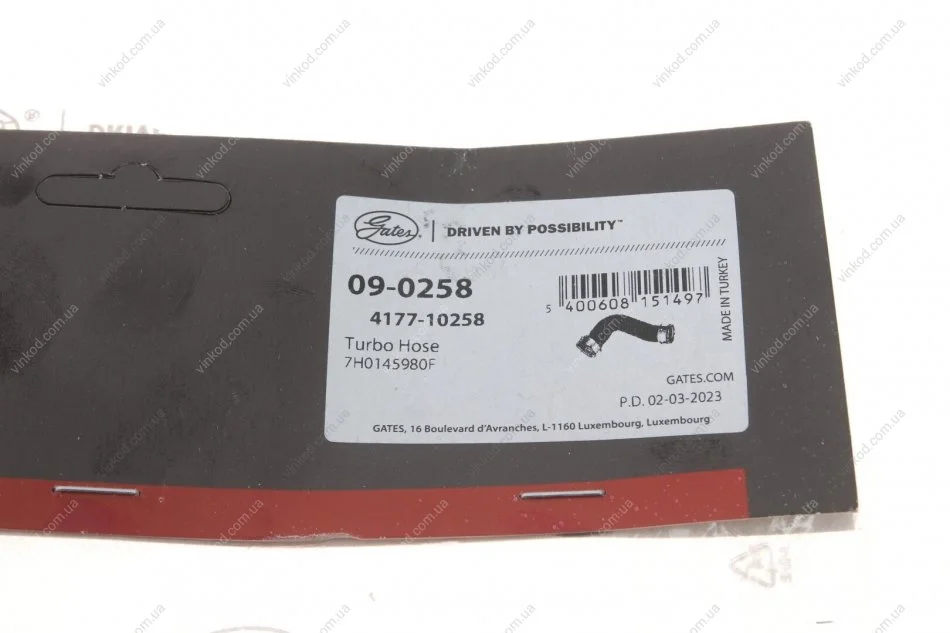 Gates | DRIVEN BY POSSIBILITY™
09-0258
4177-10258
Turbo Hose
7H0145980F
5 400608 151497
MADE IN TURKEY
GATES.COM
P.D. 02-03-2023
GATES, 16 Boulevard d'Avranches, L-1160 Luxembourg, Luxembourg
vinkod.com.ua